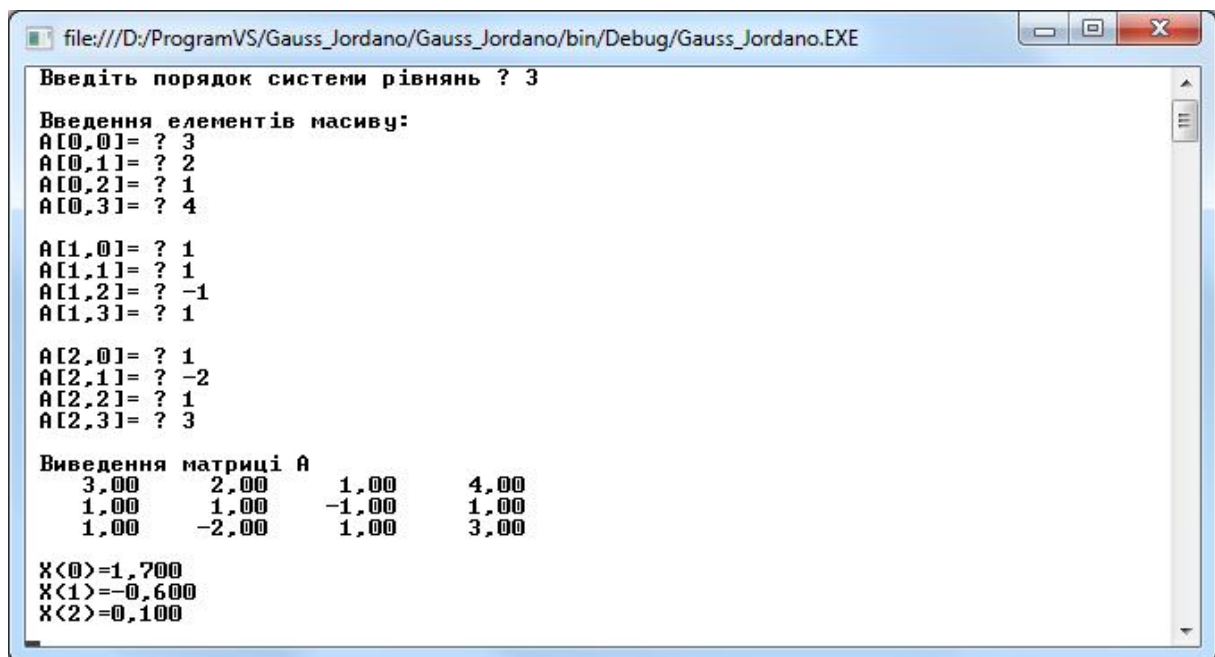 file:///D:/ProgramVS/Gauss_Jordano/Gauss_Jordano/bin/Debug/Gauss_Jordano.EXE
Введіть порядок системи рівнянь ? 3
Введення елементів масиву:
A[0,0]= ? 3
A[0,1]= ? 2
A[0,2]= ? 1
A[0,3]= ? 4
A[1,0]= ? 1
A[1,1]= ? 1
A[1,2]= ? -1
A[1,3]= ? 1
A[2,0]= ? 1
A[2,1]= ? -2
A[2,2]= ? 1
A[2,3]= ? 3
Виведення матриці A
3,00 2,00 1,00 4,00
1,00 1,00 -1,00 1,00
1,00 -2,00 1,00 3,00
X(0)=1,700
X(1)=-0,600
X(2)=0,100